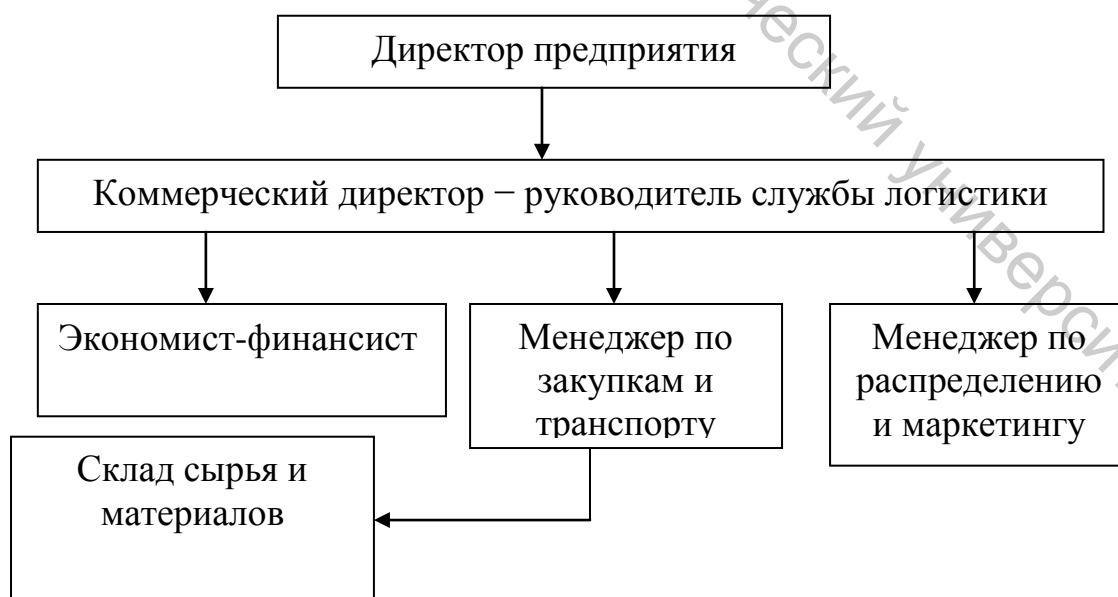 Директор предприятия
Коммерческий директор − руководитель службы логистики
Экономист-финансист
Менеджер по
закупкам и
транспорту
Менеджер по
распределению
и маркетингу
Склад сырья и
материалов